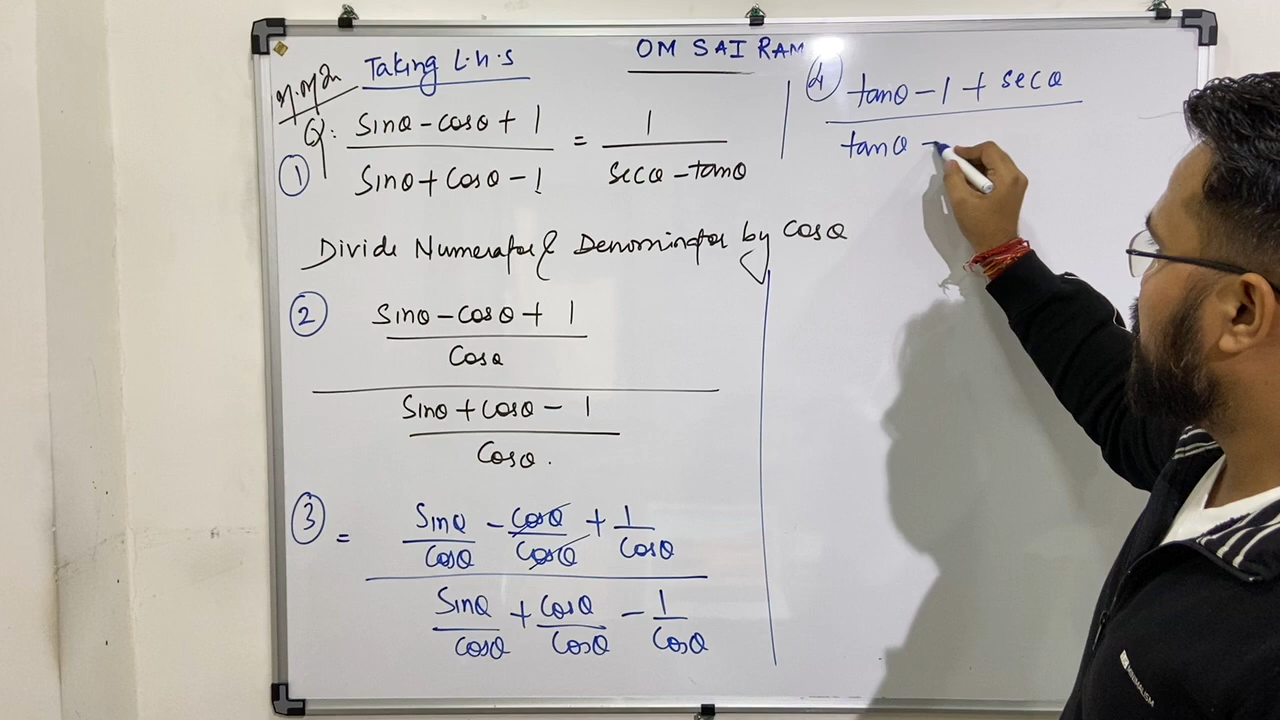 OM SAI RAM
Taking L.H.S
Q:
① (Sinθ - cosθ + 1)/(Sinθ + Cosθ - 1) = 1/(Secθ - tanθ)
Divide Numerator & Denominator by Cosθ
② ((Sinθ - Cosθ + 1)/Cosθ)/((Sinθ + Cosθ - 1)/Cosθ).
③ = (Sinθ/Cosθ - Cosθ/Cosθ + 1/Cosθ)/(Sinθ/Cosθ + Cosθ/Cosθ - 1/Cosθ)
④ (tanθ - 1 + Secθ)/(tanθ -
MINIMALISM